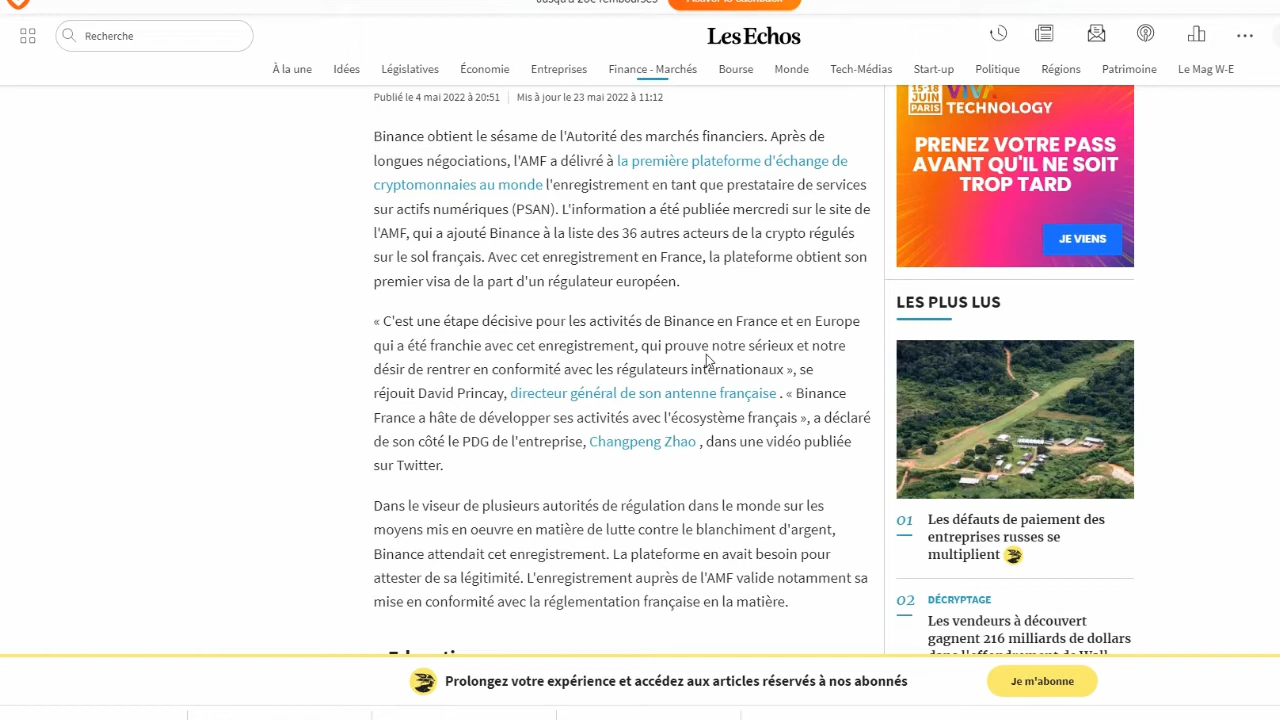 Jusqu'à 20€ remboursés
Recherche
Les Echos
À la une Idées Législatives Économie Entreprises Finance - Marchés Bourse Monde Tech-Médias Start-up Politique Régions Patrimoine Le Mag W-E
Publié le 4 mai 2022 à 20:51 Mis à jour le 23 mai 2022 à 11:12
Binance obtient le sésame de l'Autorité des marchés financiers. Après de
longues négociations, l'AMF a délivré à la première plateforme d'échange de
cryptomonnaies au monde l'enregistrement en tant que prestataire de services
sur actifs numériques (PSAN). L'information a été publiée mercredi sur le site de
l'AMF, qui a ajouté Binance à la liste des 36 autres acteurs de la crypto régulés
sur le sol français. Avec cet enregistrement en France, la plateforme obtient son
premier visa de la part d'un régulateur européen.
« C'est une étape décisive pour les activités de Binance en France et en Europe
qui a été franchie avec cet enregistrement, qui prouve notre sérieux et notre
désir de rentrer en conformité avec les régulateurs internationaux », se
réjouit David Princay, directeur général de son antenne française . « Binance
France a hâte de développer ses activités avec l'écosystème français », a déclaré
de son côté le PDG de l'entreprise, Changpeng Zhao , dans une vidéo publiée
sur Twitter.
Dans le viseur de plusieurs autorités de régulation dans le monde sur les
moyens mis en oeuvre en matière de lutte contre le blanchiment d'argent,
Binance attendait cet enregistrement. La plateforme en avait besoin pour
attester de sa légitimité. L'enregistrement auprès de l'AMF valide notamment sa
mise en conformité avec la réglementation française en la matière.
15-18
JUIN
PARIS
VIVA
TECHNOLOGY
PRENEZ VOTRE PASS
AVANT QU'IL NE SOIT
TROP TARD
JE VIENS
LES PLUS LUS
01 Les défauts de paiement des
entreprises russes se
multiplient
02 DÉCRYPTAGE
Les vendeurs à découvert
gagnent 216 milliards de dollars
Prolongez votre expérience et accédez aux articles réservés à nos abonnés
Je m'abonne